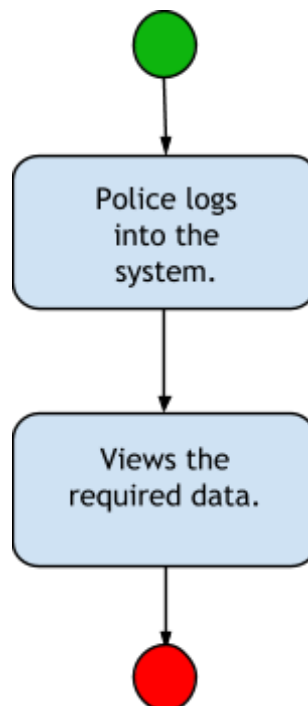 Police logs
into the
system.
Views the
required data.